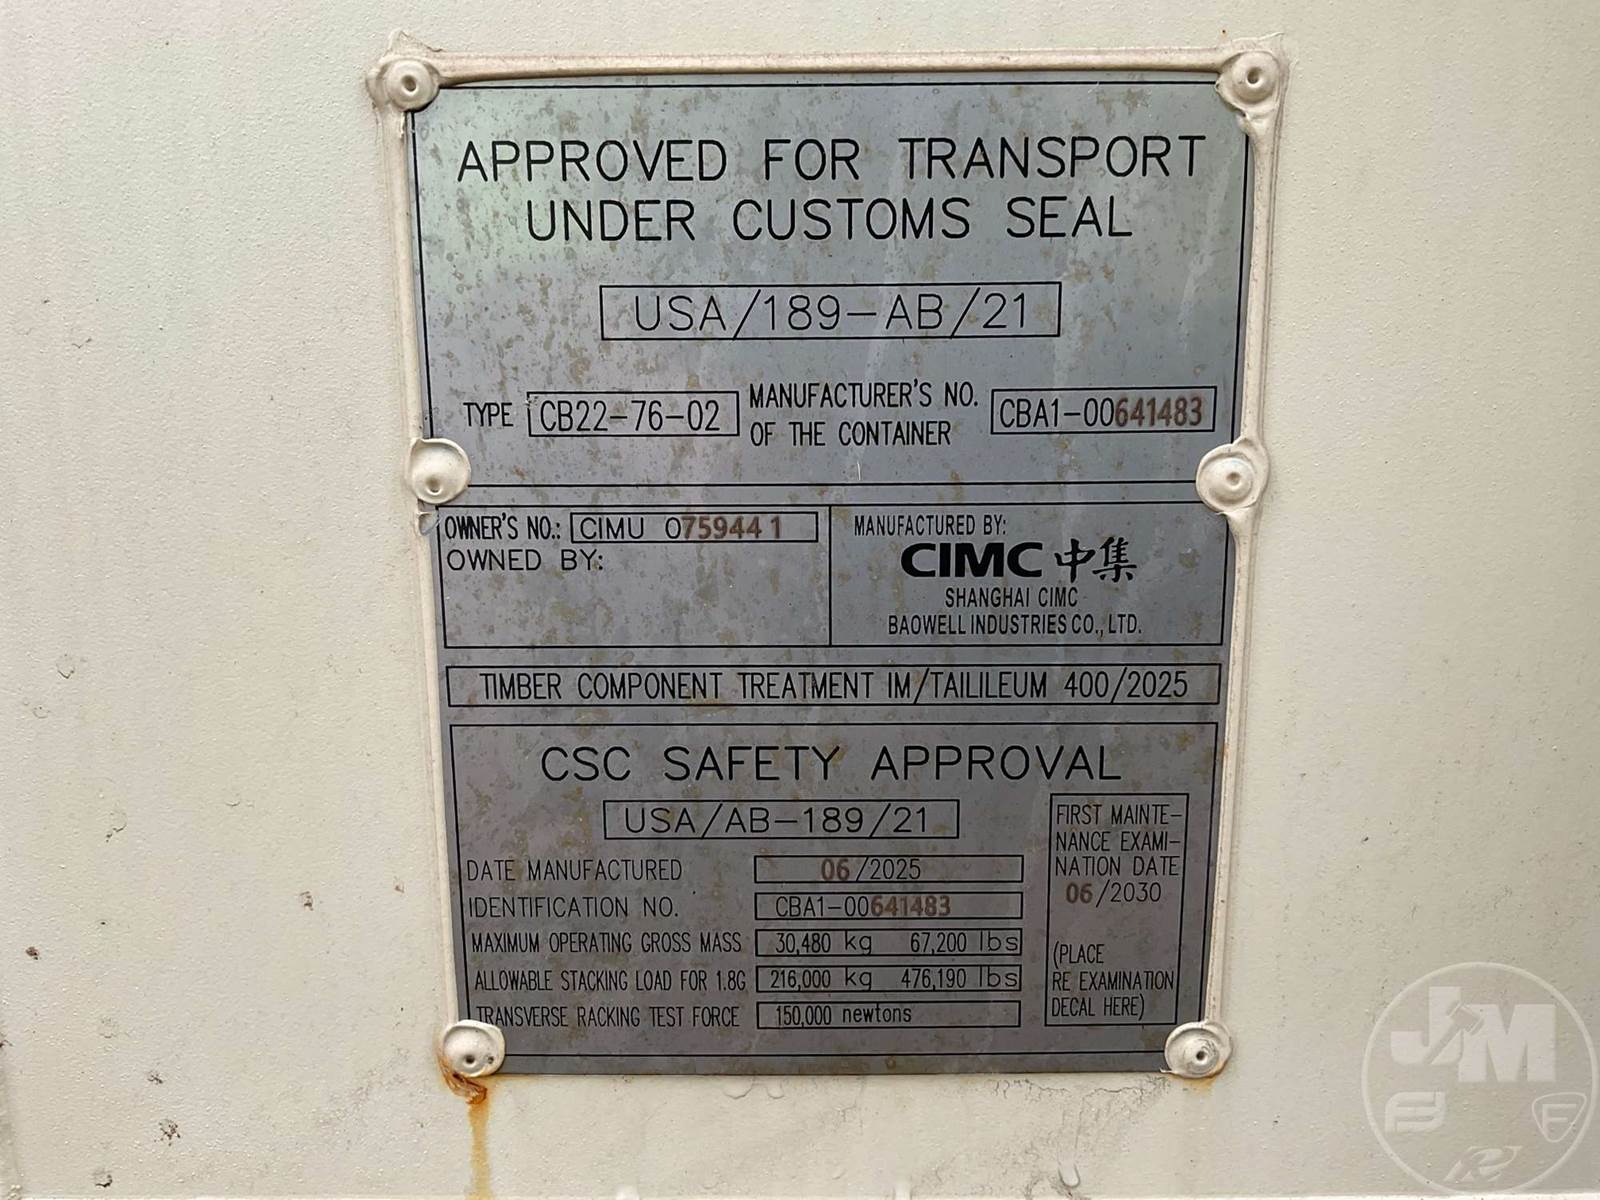 APPROVED FOR TRANSPORT
UNDER CUSTOMS SEAL
USA/189-AB/21
TYPE CB22-76-02
MANUFACTURER'S NO.
OF THE CONTAINER
CBA1-00641483
OWNER'S NO.: CIMU 0759441
OWNED BY:
MANUFACTURED BY:
CIMC 中集
SHANGHAI CIMC
BAOWELL INDUSTRIES CO., LTD.
TIMBER COMPONENT TREATMENT IM/TAILILEUM 400/2025
CSC SAFETY APPROVAL
USA/AB-189/21
DATE MANUFACTURED 06/2025
IDENTIFICATION NO. CBA1-00641483
MAXIMUM OPERATING GROSS MASS 30,480 kg 67,200 lbs
ALLOWABLE STACKING LOAD FOR 1.8G 216,000 kg 476,190 lbs
TRANSVERSE RACKING TEST FORCE 150,000 newtons
FIRST MAINTE-
NANCE EXAMI-
NATION DATE
06/2030
(PLACE
RE EXAMINATION
DECAL HERE)
JM